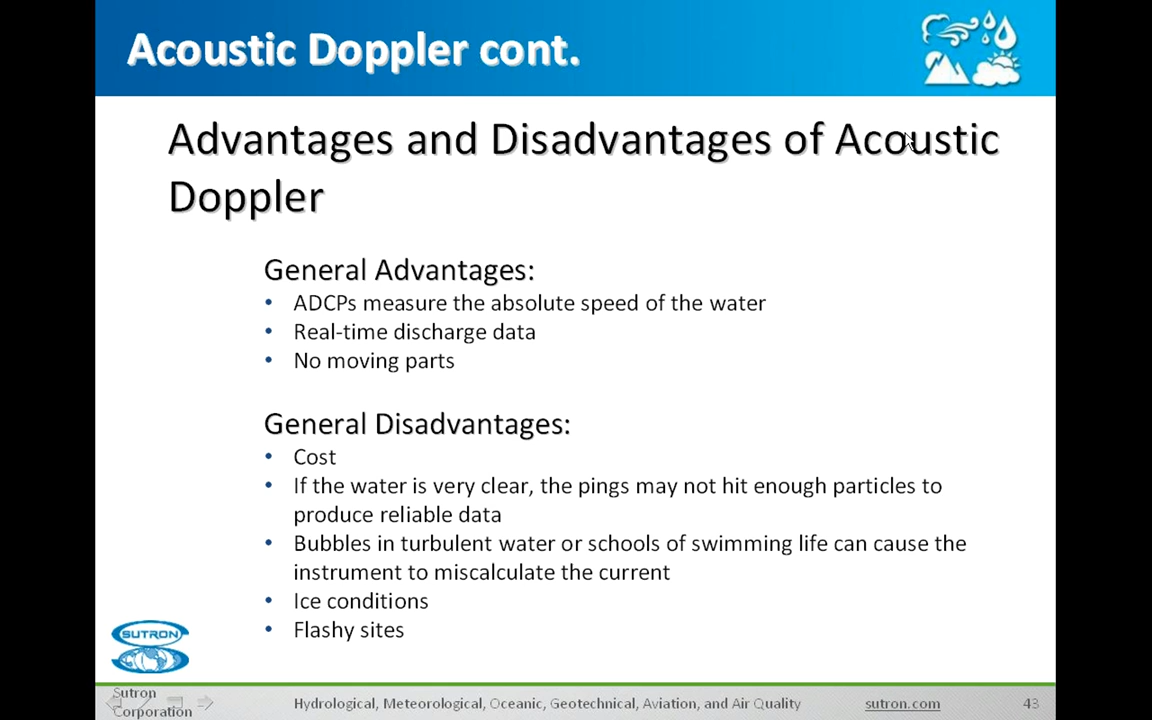 Acoustic Doppler cont.
Advantages and Disadvantages of Acoustic
Doppler
General Advantages:
• ADCPs measure the absolute speed of the water
• Real-time discharge data
• No moving parts
General Disadvantages:
• Cost
• If the water is very clear, the pings may not hit enough particles to
produce reliable data
• Bubbles in turbulent water or schools of swimming life can cause the
instrument to miscalculate the current
• Ice conditions
• Flashy sites
SUTRON
Sutron
Corporation
Hydrological, Meteorological, Oceanic, Geotechnical, Aviation, and Air Quality
sutron.com
43